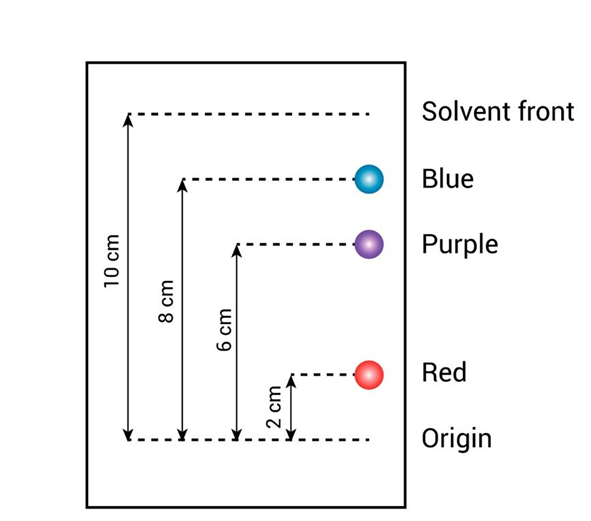 Solvent front
Blue
Purple
Red
Origin
10 cm
8 cm
6 cm
2 cm